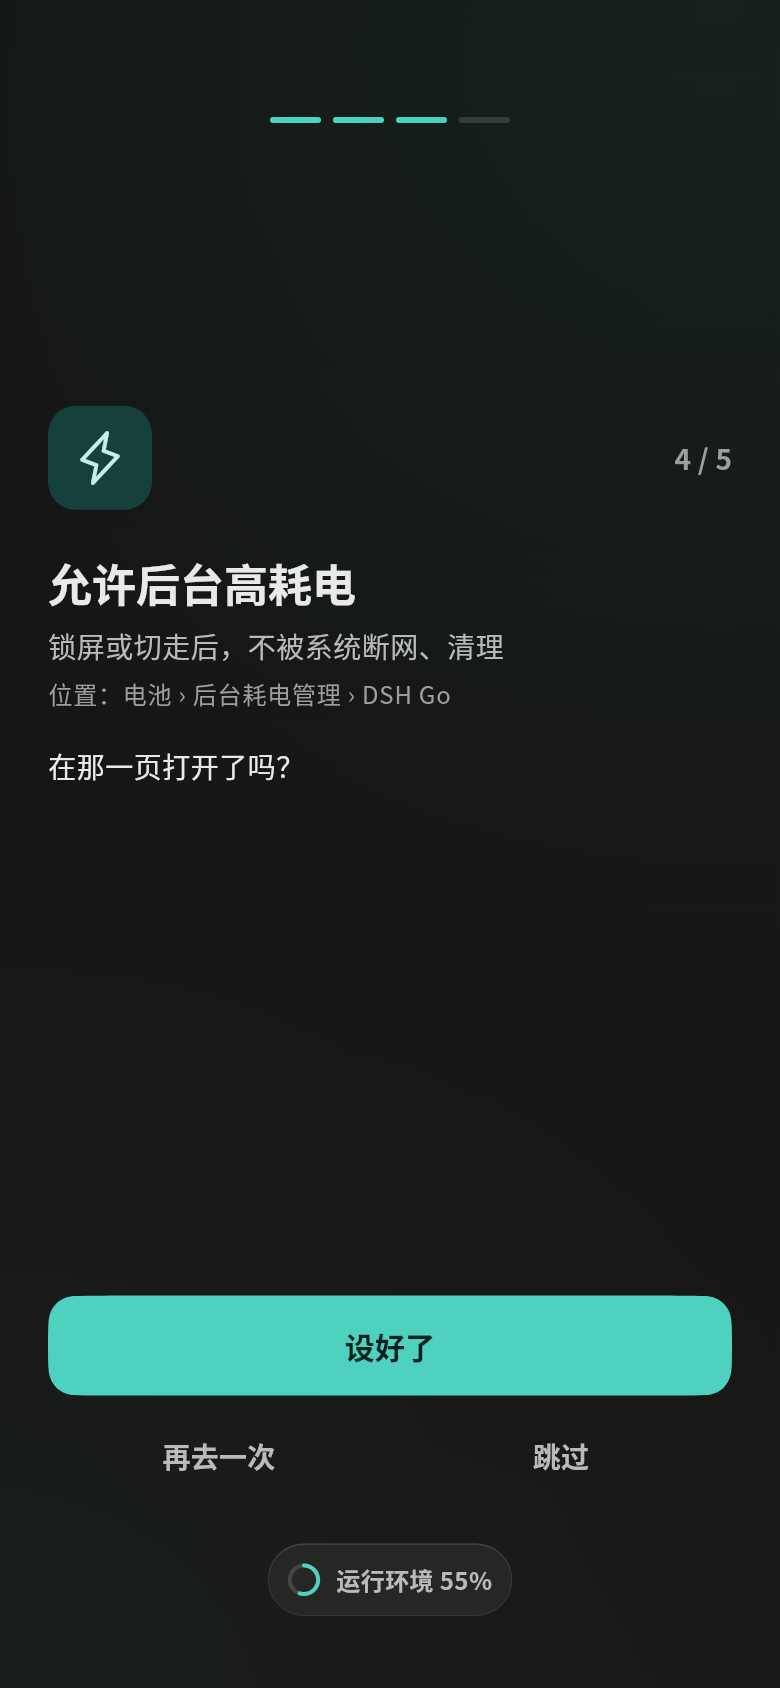 4 / 5
允许后台高耗电
锁屏或切走后，不被系统断网、清理
位置：电池 › 后台耗电管理 › DSH Go
在那一页打开了吗？
设好了
再去一次
跳过
运行环境 55%